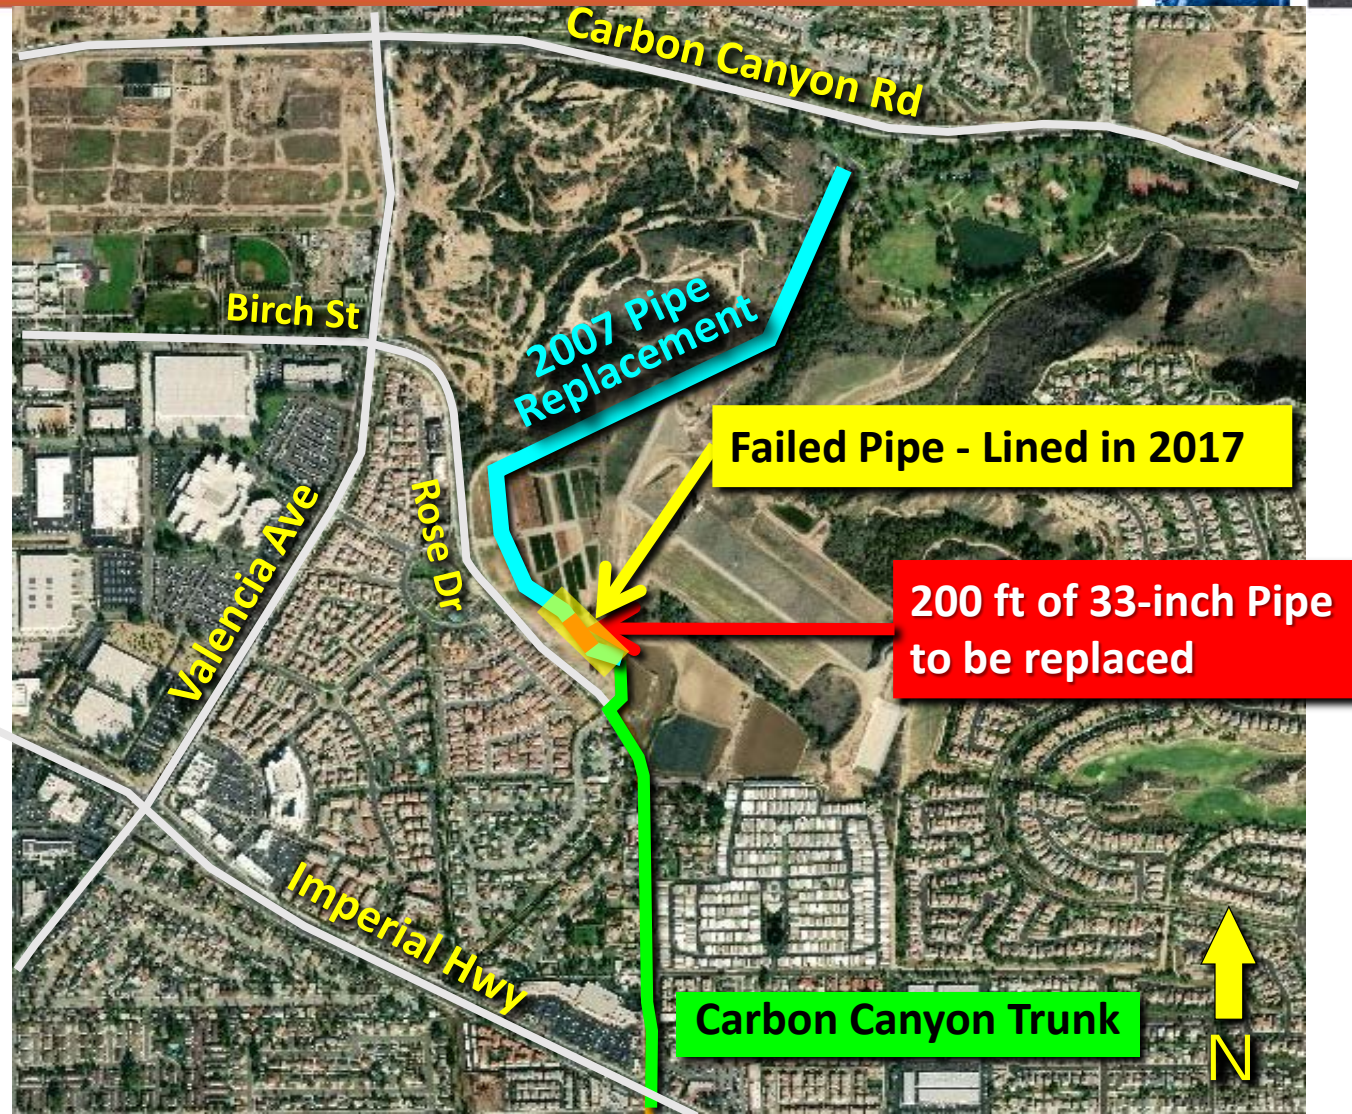 Carbon Canyon Rd
Birch St
2007 Pipe
Replacement
Failed Pipe - Lined in 2017
Rose Dr
Valencia Ave
200 ft of 33-inch Pipe
to be replaced
Imperial Hwy
Carbon Canyon Trunk
N